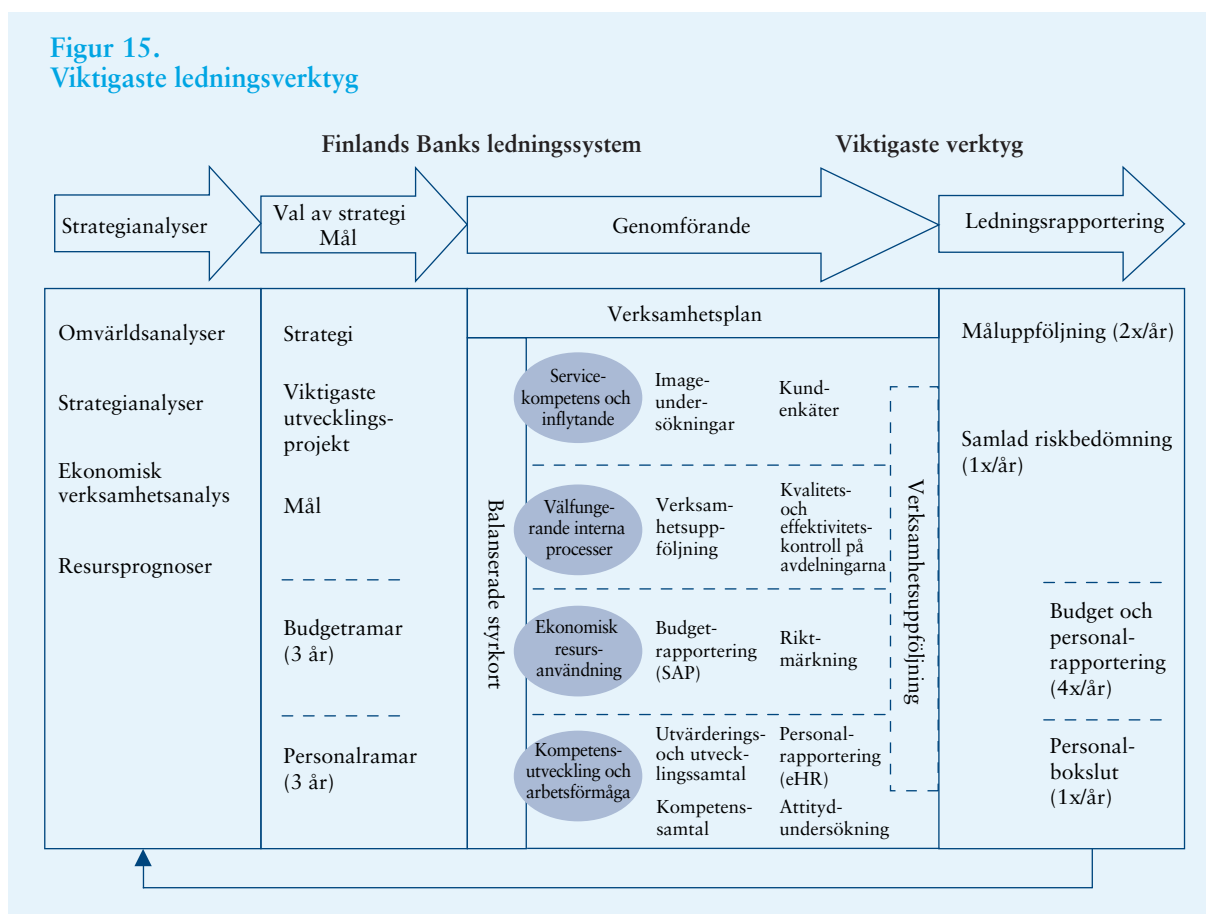 Figur 15.
Viktigaste ledningsverktyg
Finlands Banks ledningssystem
Viktigaste verktyg
Strategianalyser
Val av strategi
Mål
Genomförande
Ledningsrapportering
Omvärldsanalyser
Strategianalyser
Ekonomisk
verksamhetsanalys
Resursprognoser
Strategi
Viktigaste
utvecklings-
projekt
Mål
Budgetramar
(3 år)
Personalramar
(3 år)
Verksamhetsplan
Balanserade styrkort
Service-
kompetens och
inflytande
Image-
under-
sökningar
Kund-
enkäter
Välfunge-
rande interna
processer
Verksam-
hetsupp-
följning
Kvalitets-
och
effektivitets-
kontroll på
avdelningarna
Ekonomisk
resurs-
användning
Budget-
rapportering
(SAP)
Rikt-
märkning
Kompetens-
utveckling och
arbetsförmåga
Utvärderings-
och utveck-
lingssamtal
Kompetens-
samtal
Personal-
rapportering
(eHR)
Attityd-
undersökning
Verksamhetsuppföljning
Måluppföljning (2x/år)
Samlad riskbedömning
(1x/år)
Budget och
personal-
rapportering
(4x/år)
Personal-
bokslut
(1x/år)